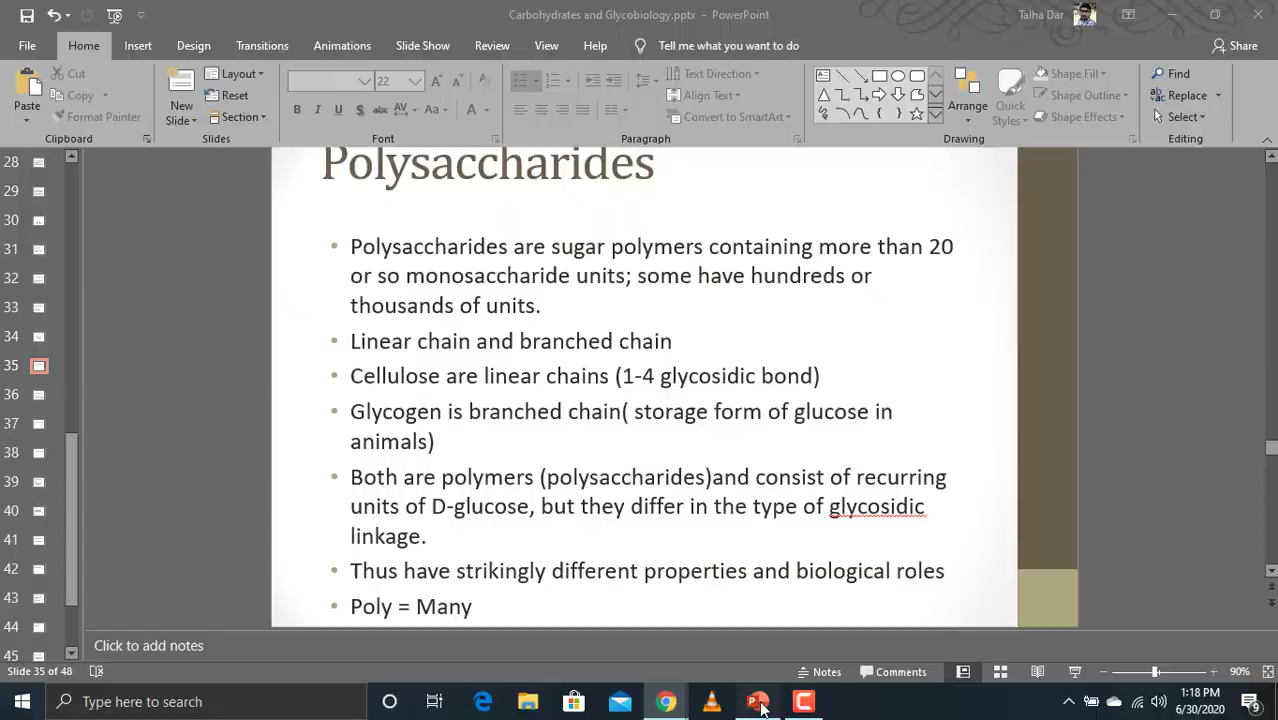 Carbohydrates and Glycobiology.pptx - PowerPoint
Talha Dar
File Home Insert Design Transitions Animations Slide Show Review View Help Tell me what you want to do Share
Paste
Cut
Copy
Format Painter
Clipboard
New Slide
Layout
Reset
Section
Slides
22
B I U S abc AV Aa A
Font
Text Direction
Align Text
Convert to SmartArt
Paragraph
Arrange
Quick Styles
Shape Fill
Shape Outline
Shape Effects
Drawing
Find
Replace
Select
Editing
28
29
30
31
32
33
34
35
36
37
38
39
40
41
42
43
44
45
Polysaccharides
• Polysaccharides are sugar polymers containing more than 20
or so monosaccharide units; some have hundreds or
thousands of units.
• Linear chain and branched chain
• Cellulose are linear chains (1-4 glycosidic bond)
• Glycogen is branched chain( storage form of glucose in
animals)
• Both are polymers (polysaccharides)and consist of recurring
units of D-glucose, but they differ in the type of glycosidic
linkage.
• Thus have strikingly different properties and biological roles
• Poly = Many
Click to add notes
Slide 35 of 48 Notes Comments 90%
Type here to search
1:18 PM
6/30/2020
9